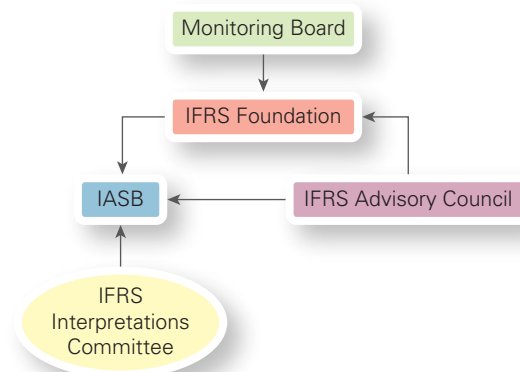 Monitoring Board
IFRS Foundation
IASB
IFRS Advisory Council
IFRS
Interpretations
Committee